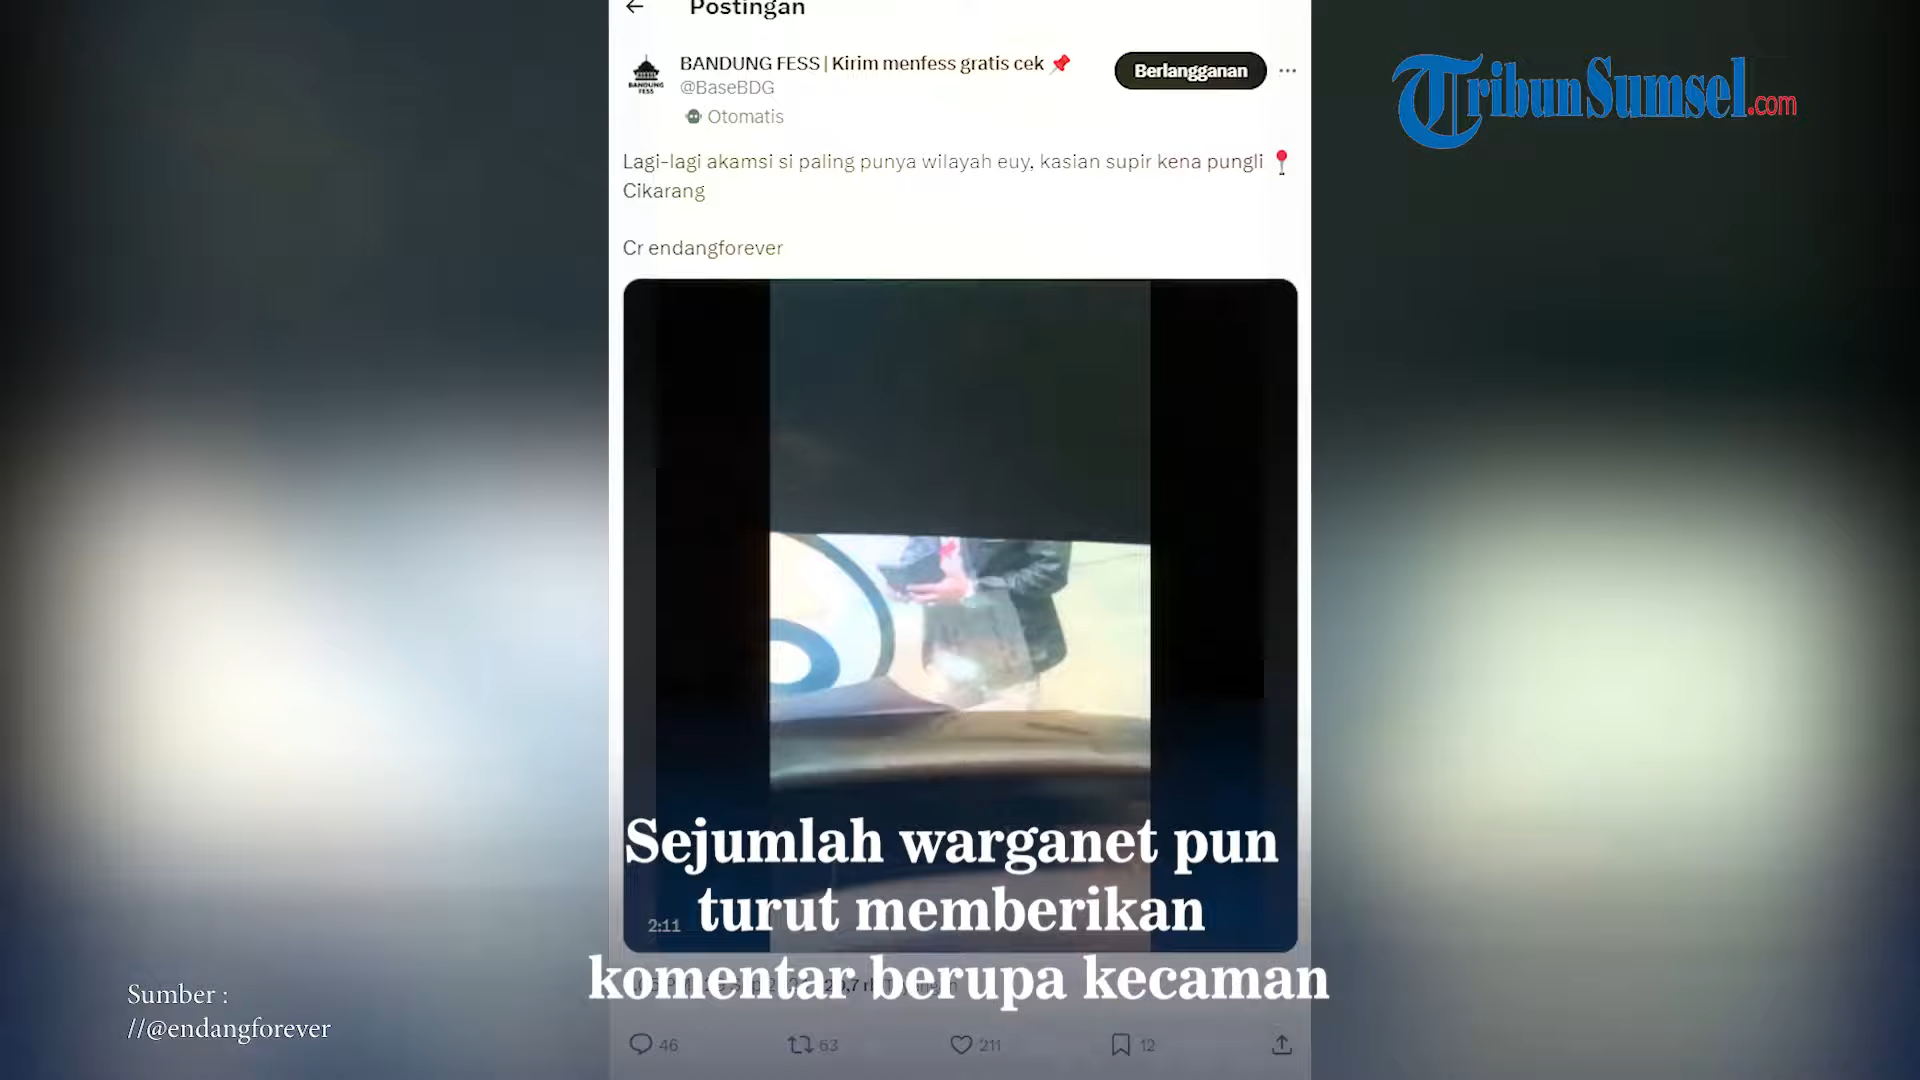 Postingan
BANDUNG FESS | Kirim menfess gratis cek 📌
@BaseBDG
Otomatis
Berlangganan
BANDUNG
FESS
TribunSumsel.com
Lagi-lagi akamsi si paling punya wilayah euy, kasian supir kena pungli 📍
Cikarang
Cr endangforever
2:11
Sejumlah warganet pun
turut memberikan
komentar berupa kecaman
Sumber :
//@endangforever
46
63
211
12